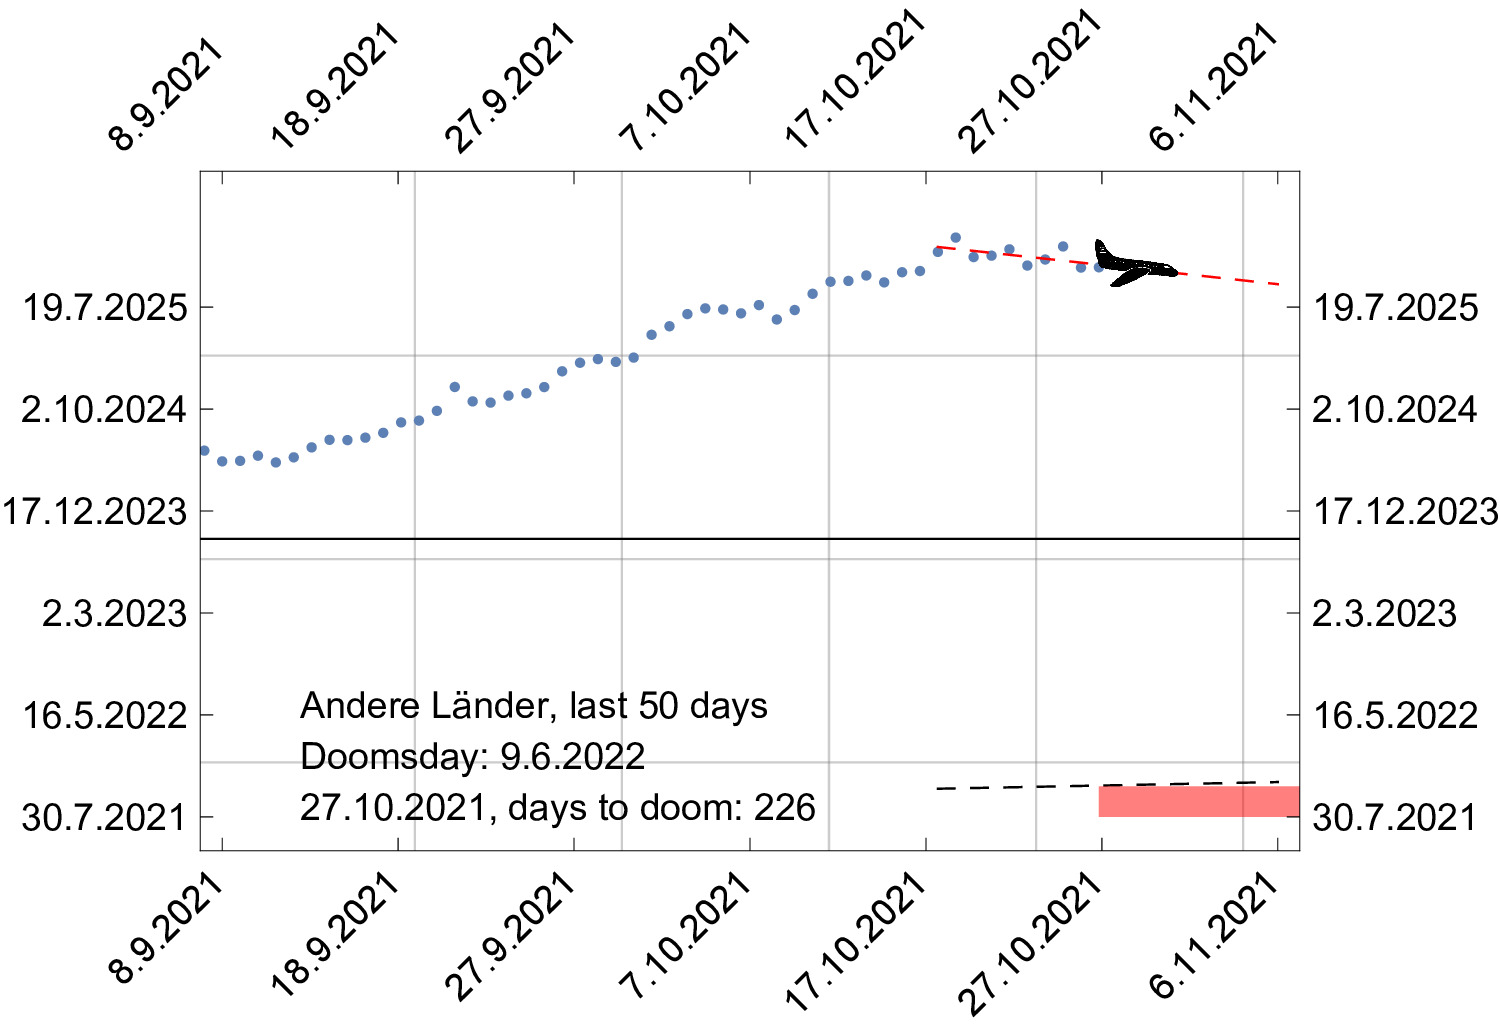 8.9.2021 18.9.2021 27.9.2021 7.10.2021 17.10.2021 27.10.2021 6.11.2021
19.7.2025 19.7.2025
2.10.2024 2.10.2024
17.12.2023 17.12.2023
2.3.2023 2.3.2023
Andere Länder, last 50 days
16.5.2022 16.5.2022
Doomsday: 9.6.2022
27.10.2021, days to doom: 226
30.7.2021 30.7.2021
8.9.2021 18.9.2021 27.9.2021 7.10.2021 17.10.2021 27.10.2021 6.11.2021